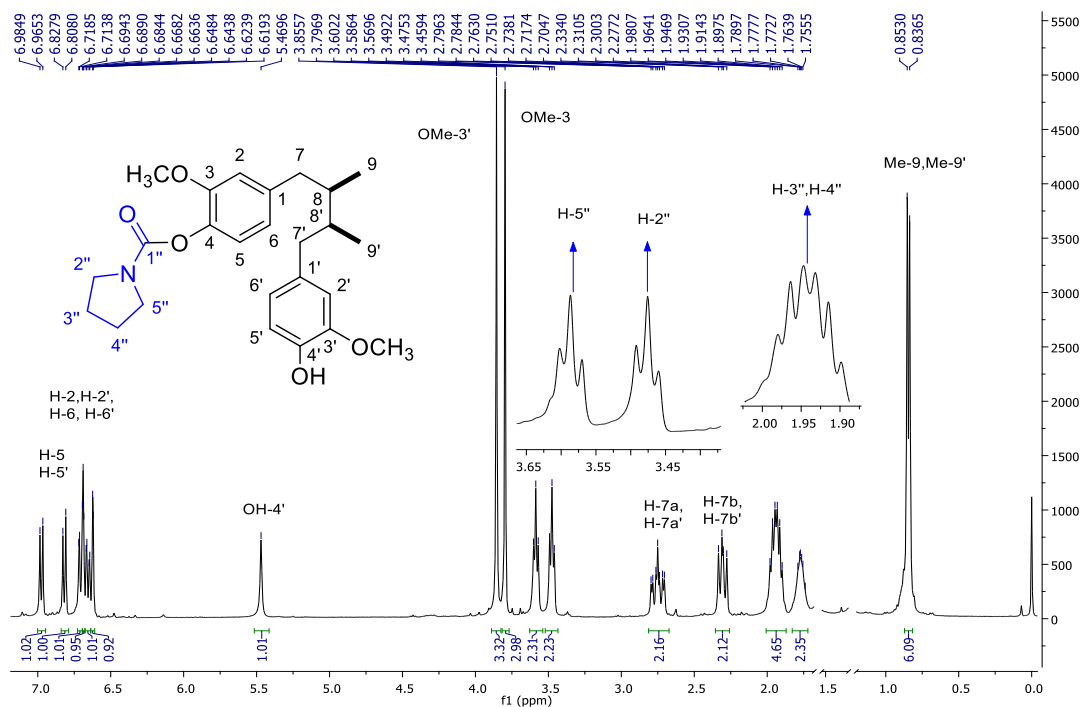 6.9849 6.9653 6.8279 6.8080 6.7185 6.7138 6.6943 6.6890 6.6844 6.6682 6.6636 6.6484 6.6438 6.6239 6.6193 5.4696 3.8557 3.7969 3.6022 3.5864 3.5696 3.4922 3.4753 3.4594 2.7963 2.7844 2.7630 2.7510 2.7381 2.7174 2.7047 2.3340 2.3105 2.3003 2.2772 1.9807 1.9641 1.9469 1.9307 1.9143 1.8975 1.7897 1.7777 1.7727 1.7639 1.7555 0.8530 0.8365
5500
5000
4500
4000
3500
3000
2500
2000
1500
1000
500
0
OMe-3'
OMe-3
Me-9,Me-9'
H-5"
H-2"
H-3",H-4"
H3CO
3
2
7
9
1
8
8'
O
O
4
5
6
7'
9'
1"
N
2"
3"
4"
5"
1'
6'
2'
5'
4'
3'
OCH3
OH
3.65 3.55 3.45
2.00 1.95 1.90
H-2,H-2',
H-6, H-6'
H-5
H-5'
OH-4'
H-7a,
H-7a'
H-7b,
H-7b'
1.02 1.00 1.01 0.95 1.01 0.92 1.01 3.32 2.98 2.31 2.23 2.16 2.12 4.65 2.35 6.09
7.0 6.5 6.0 5.5 5.0 4.5 4.0 3.5 3.0 2.5 2.0 1.5 1.0 0.5 0.0
f1 (ppm)